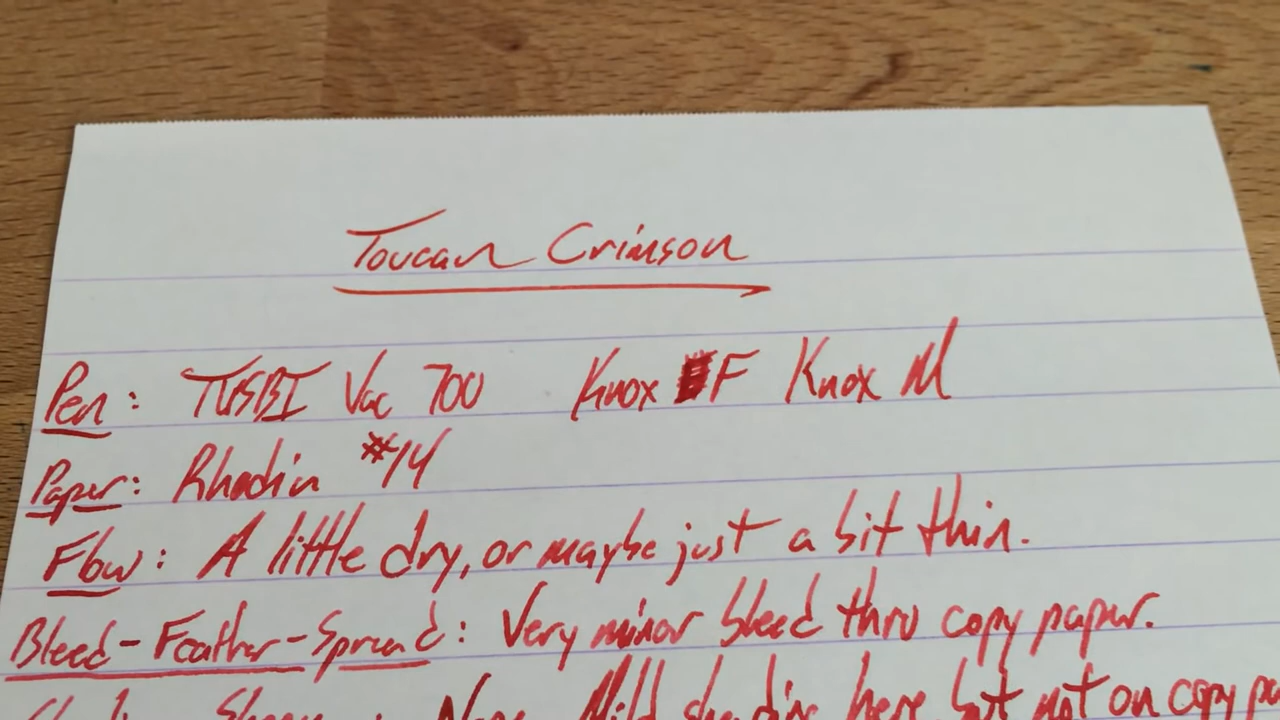 Toucan Crimson
Pen: TWSBI Vac 700 Knox F Knox M
Paper: Rhodia #14
Flow: A little dry, or maybe just a bit thin.
Bleed-Feather-Spread: Very minor bleed thru copy paper.
None. Mild shading here, but not on copy